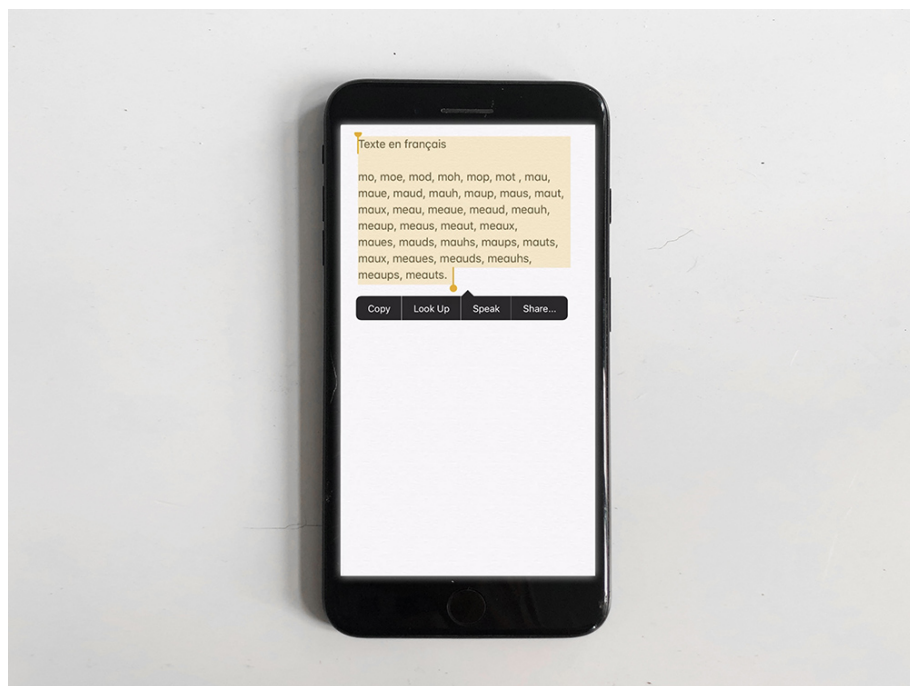 Texte en français
mo, moe, mod, moh, mop, mot , mau,
maue, maud, mauh, maup, maus, maut,
maux, meau, meaue, meaud, meauh,
meaup, meaus, meaut, meaux,
maues, mauds, mauhs, maups, mauts,
maux, meaues, meauds, meauhs,
meaups, meauts.
Copy Look Up Speak Share...